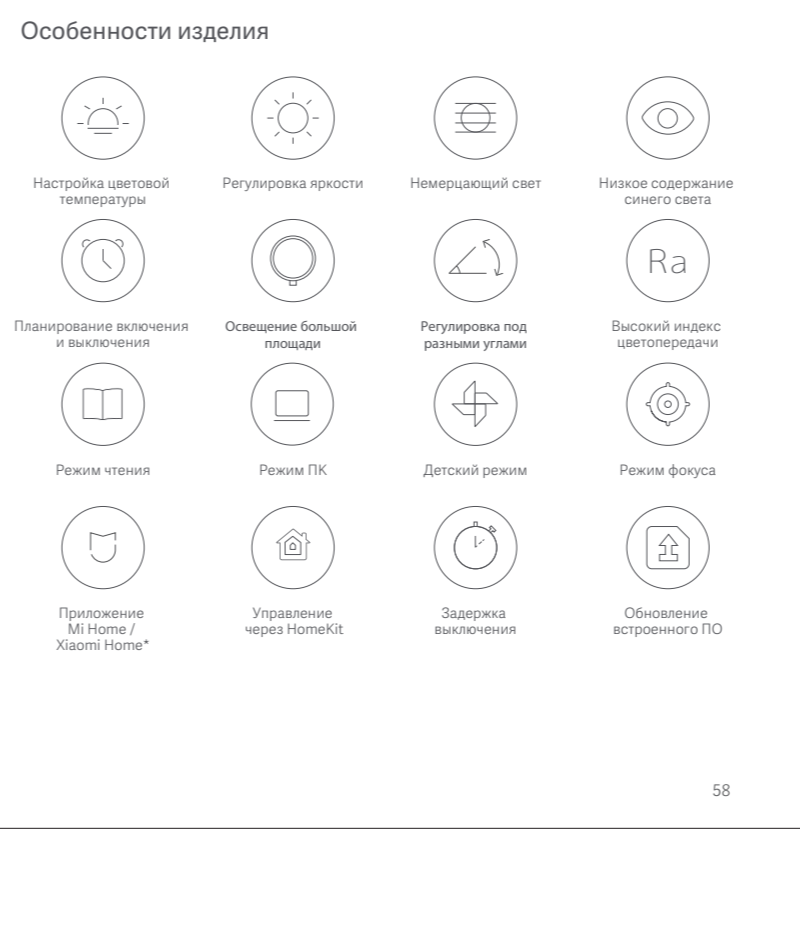 Особенности изделия
Настройка цветовой
температуры
Регулировка яркости
Немерцающий свет
Низкое содержание
синего света
Планирование включения
и выключения
Освещение большой
площади
Регулировка под
разными углами
Ra
Высокий индекс
цветопередачи
Режим чтения
Режим ПК
Детский режим
Режим фокуса
Приложение
Mi Home /
Xiaomi Home*
Управление
через HomeKit
Задержка
выключения
Обновление
встроенного ПО
58